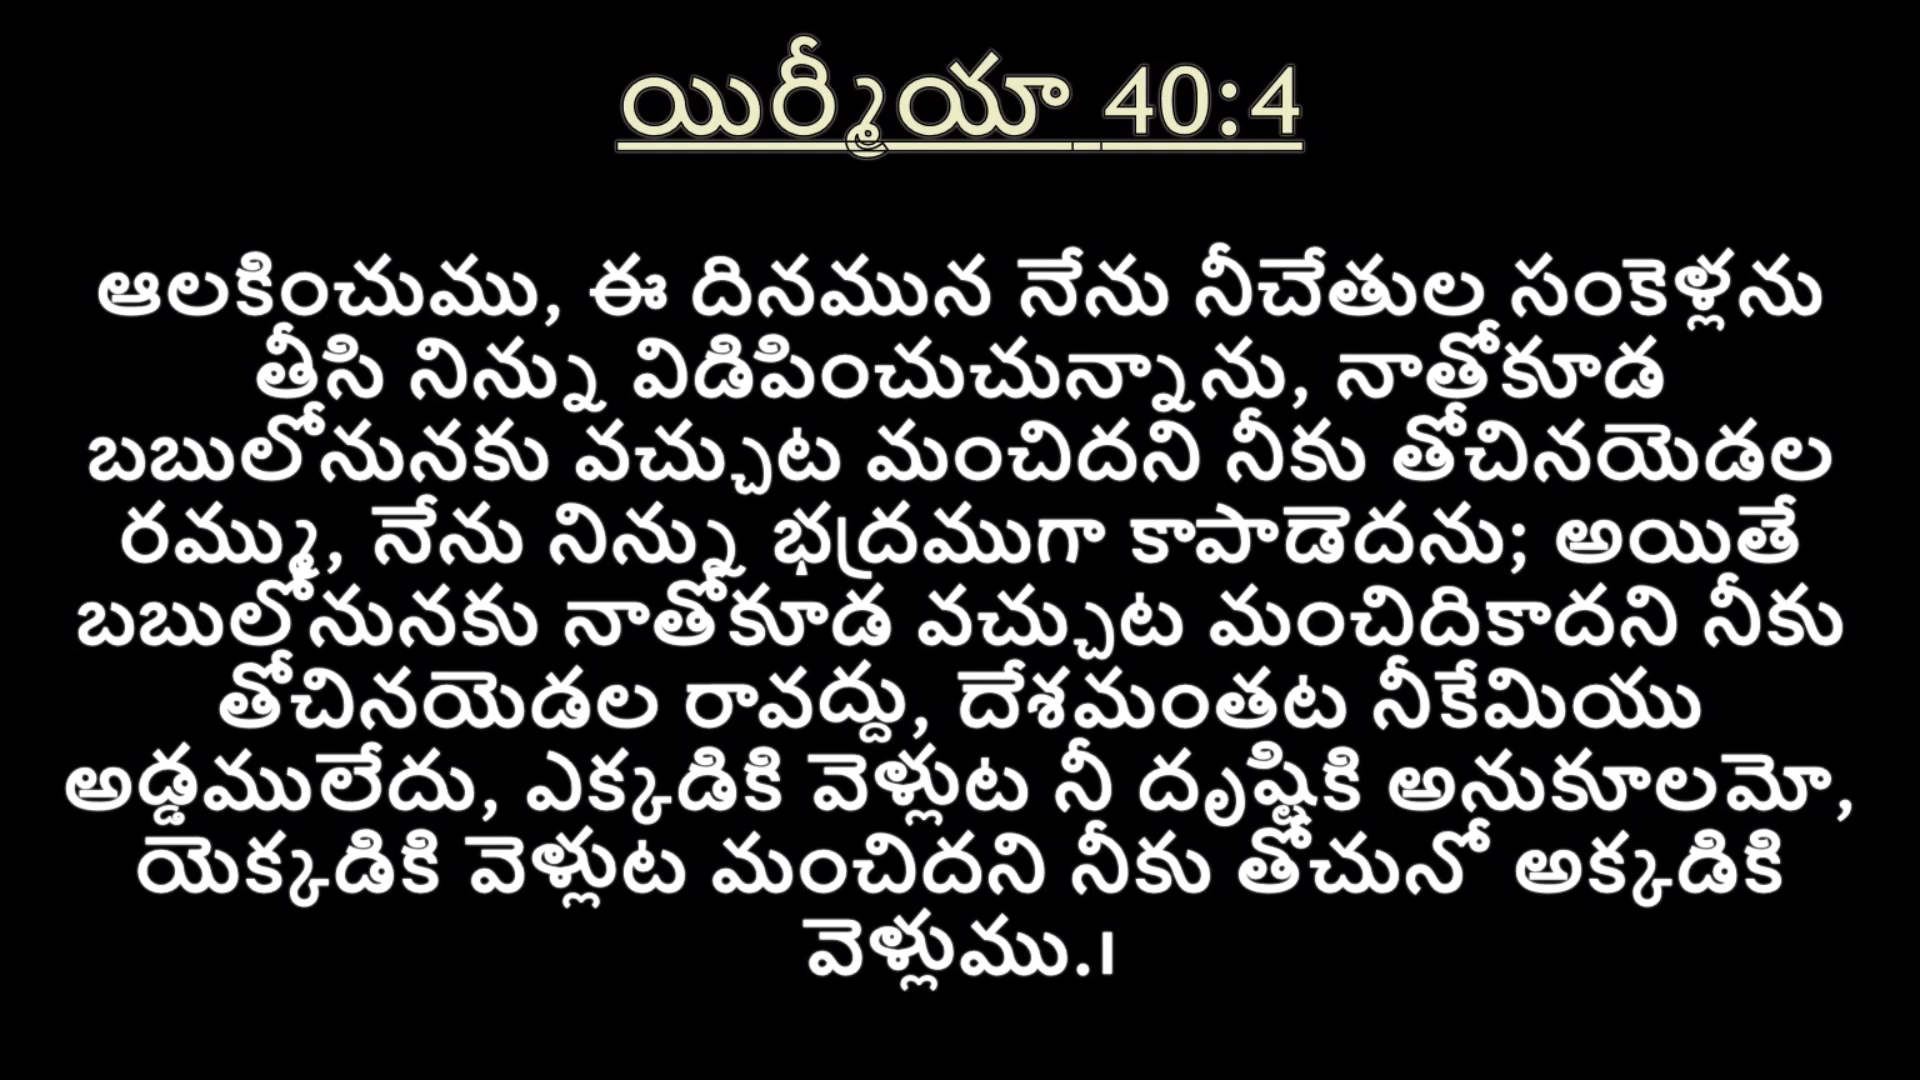 యిర్మీయా 40:4
ఆలకించుము, ఈ దినమున నేను నీచేతుల సంకెళ్లను
తీసి నిన్ను విడిపించుచున్నాను, నాతోకూడ
బబులోనునకు వచ్చుట మంచిదని నీకు తోచినయెడల
రమ్ము, నేను నిన్ను భద్రముగా కాపాడెదను; అయితే
బబులోనునకు నాతోకూడ వచ్చుట మంచిదికాదని నీకు
తోచినయెడల రావద్దు, దేశమంతట నీకేమియు
అడ్డములేదు, ఎక్కడికి వెళ్లుట నీ దృష్టికి అనుకూలమో,
యెక్కడికి వెళ్లుట మంచిదని నీకు తోచునో అక్కడికి
వెళ్లుము.।